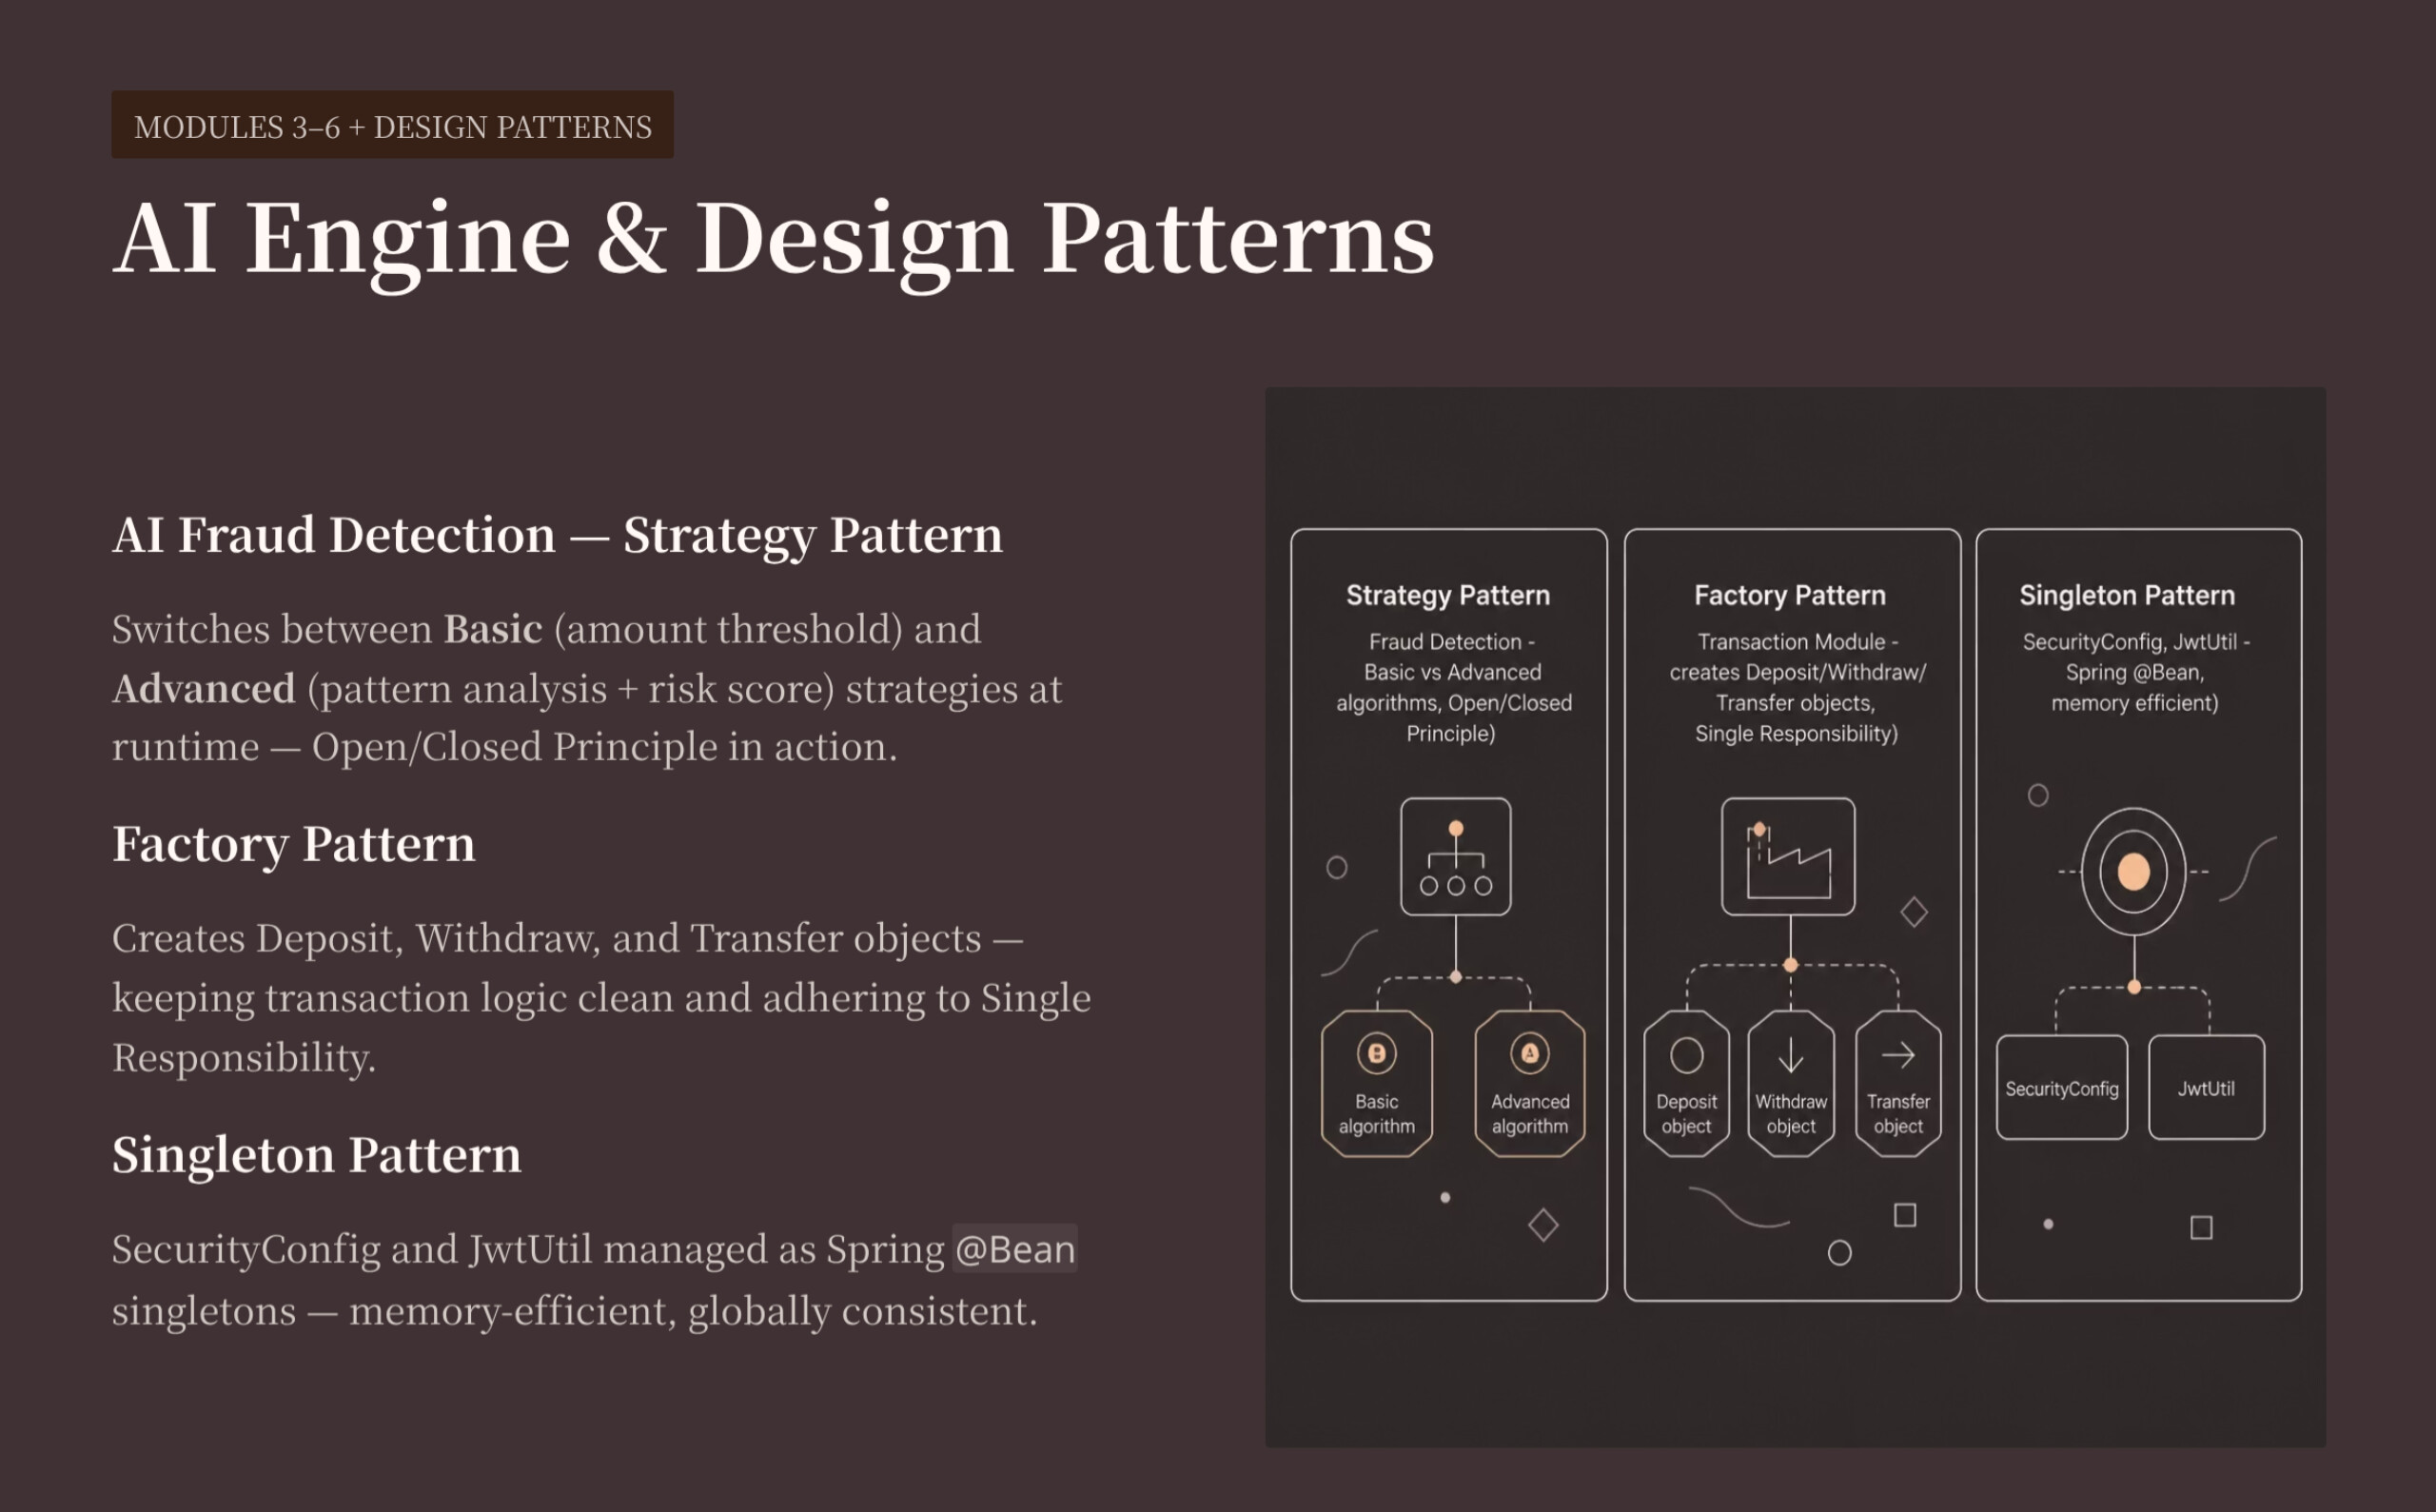 MODULES 3–6 + DESIGN PATTERNS
AI Engine & Design Patterns
AI Fraud Detection — Strategy Pattern
Switches between Basic (amount threshold) and
Advanced (pattern analysis + risk score) strategies at
runtime — Open/Closed Principle in action.
Factory Pattern
Creates Deposit, Withdraw, and Transfer objects —
keeping transaction logic clean and adhering to Single
Responsibility.
Singleton Pattern
SecurityConfig and JwtUtil managed as Spring @Bean
singletons — memory-efficient, globally consistent.
Strategy Pattern
Fraud Detection -
Basic vs Advanced
algorithms, Open/Closed
Principle)
B
Basic
algorithm
A
Advanced
algorithm
Factory Pattern
Transaction Module -
creates Deposit/Withdraw/
Transfer objects,
Single Responsibility)
Deposit
object
Withdraw
object
Transfer
object
Singleton Pattern
SecurityConfig, JwtUtil -
Spring @Bean,
memory efficient)
SecurityConfig
JwtUtil